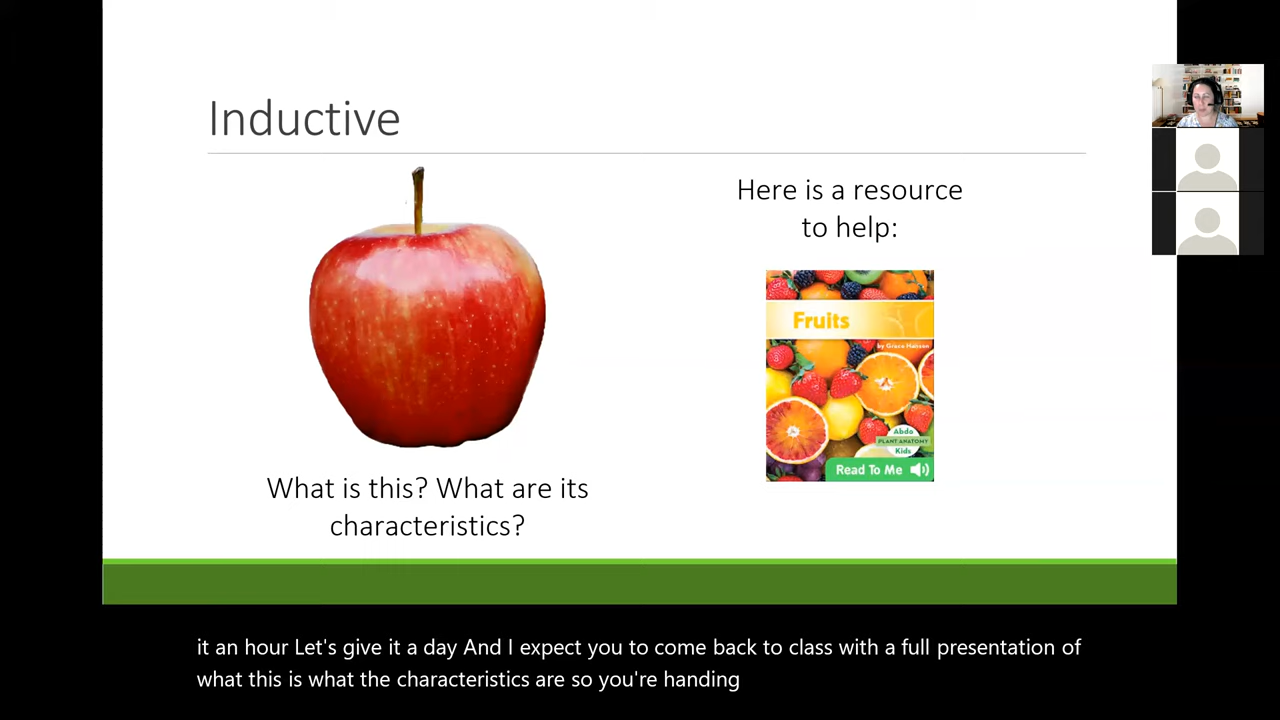 Inductive
Here is a resource
to help:
Fruits
by Grace Hansen
Abdo
PLANT ANATOMY
Kids
Read To Me
What is this? What are its
characteristics?
it an hour Let's give it a day And I expect you to come back to class with a full presentation of
what this is what the characteristics are so you're handing